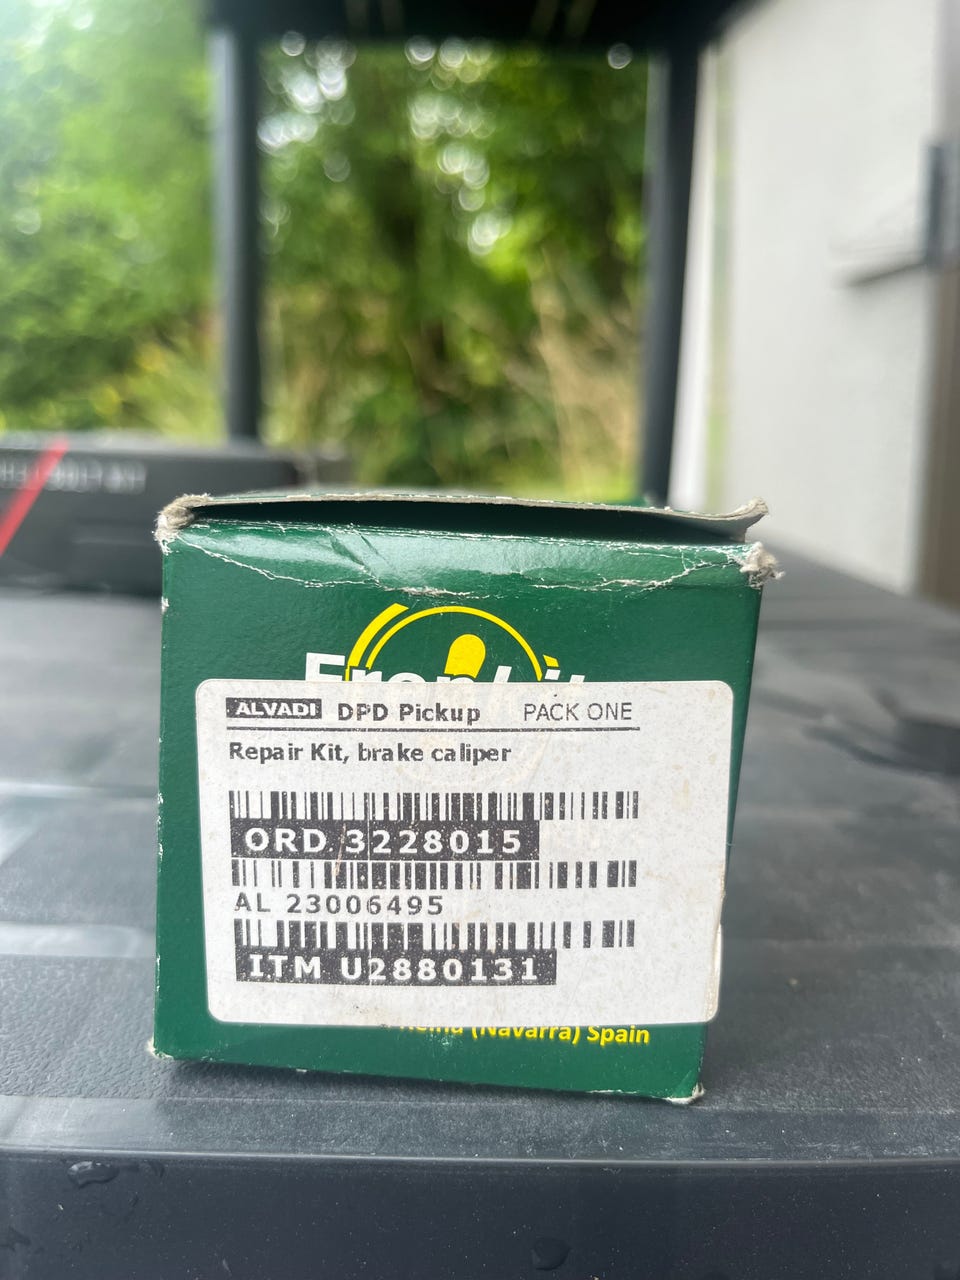 ALVADI DPD Pickup PACK ONE
Repair Kit, brake caliper
ORD 3228015
AL 23006495
ITM U2880131
(Navarra) Spain